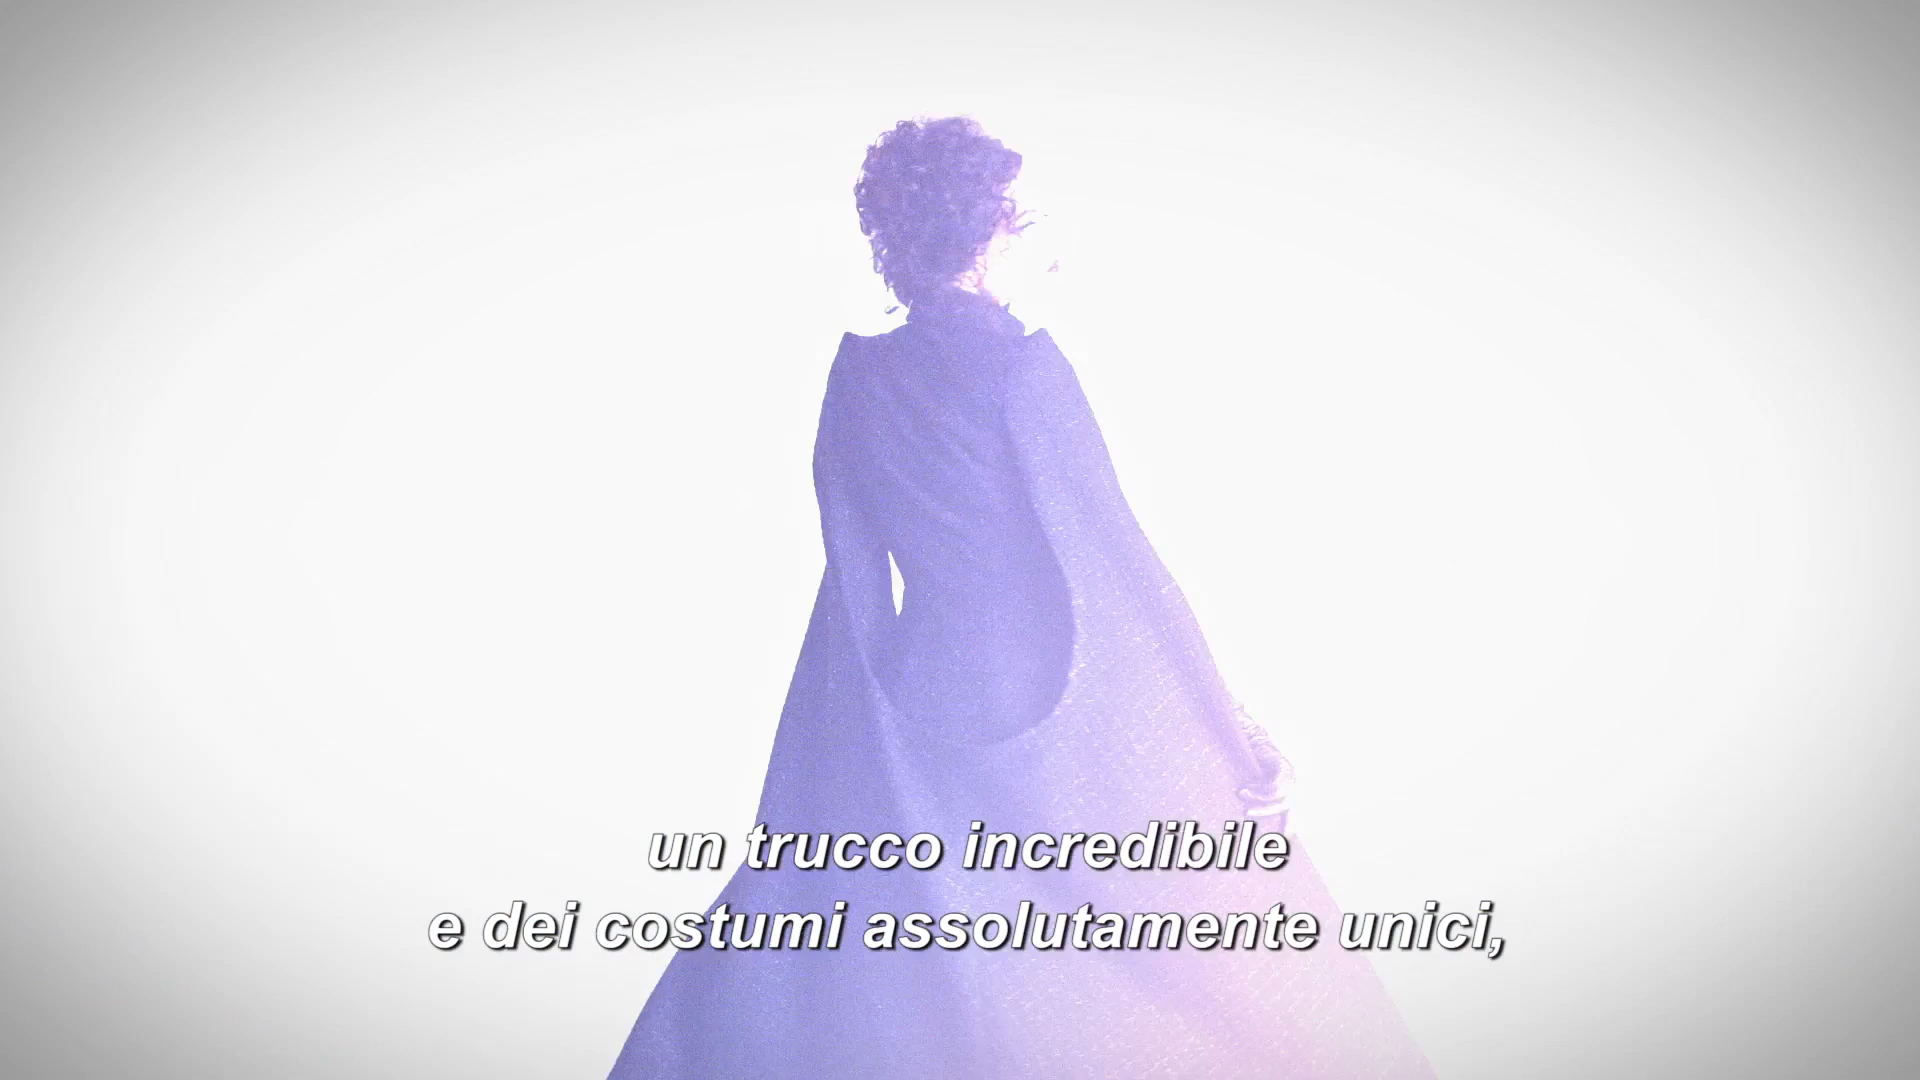 un trucco incredibile
e dei costumi assolutamente unici,